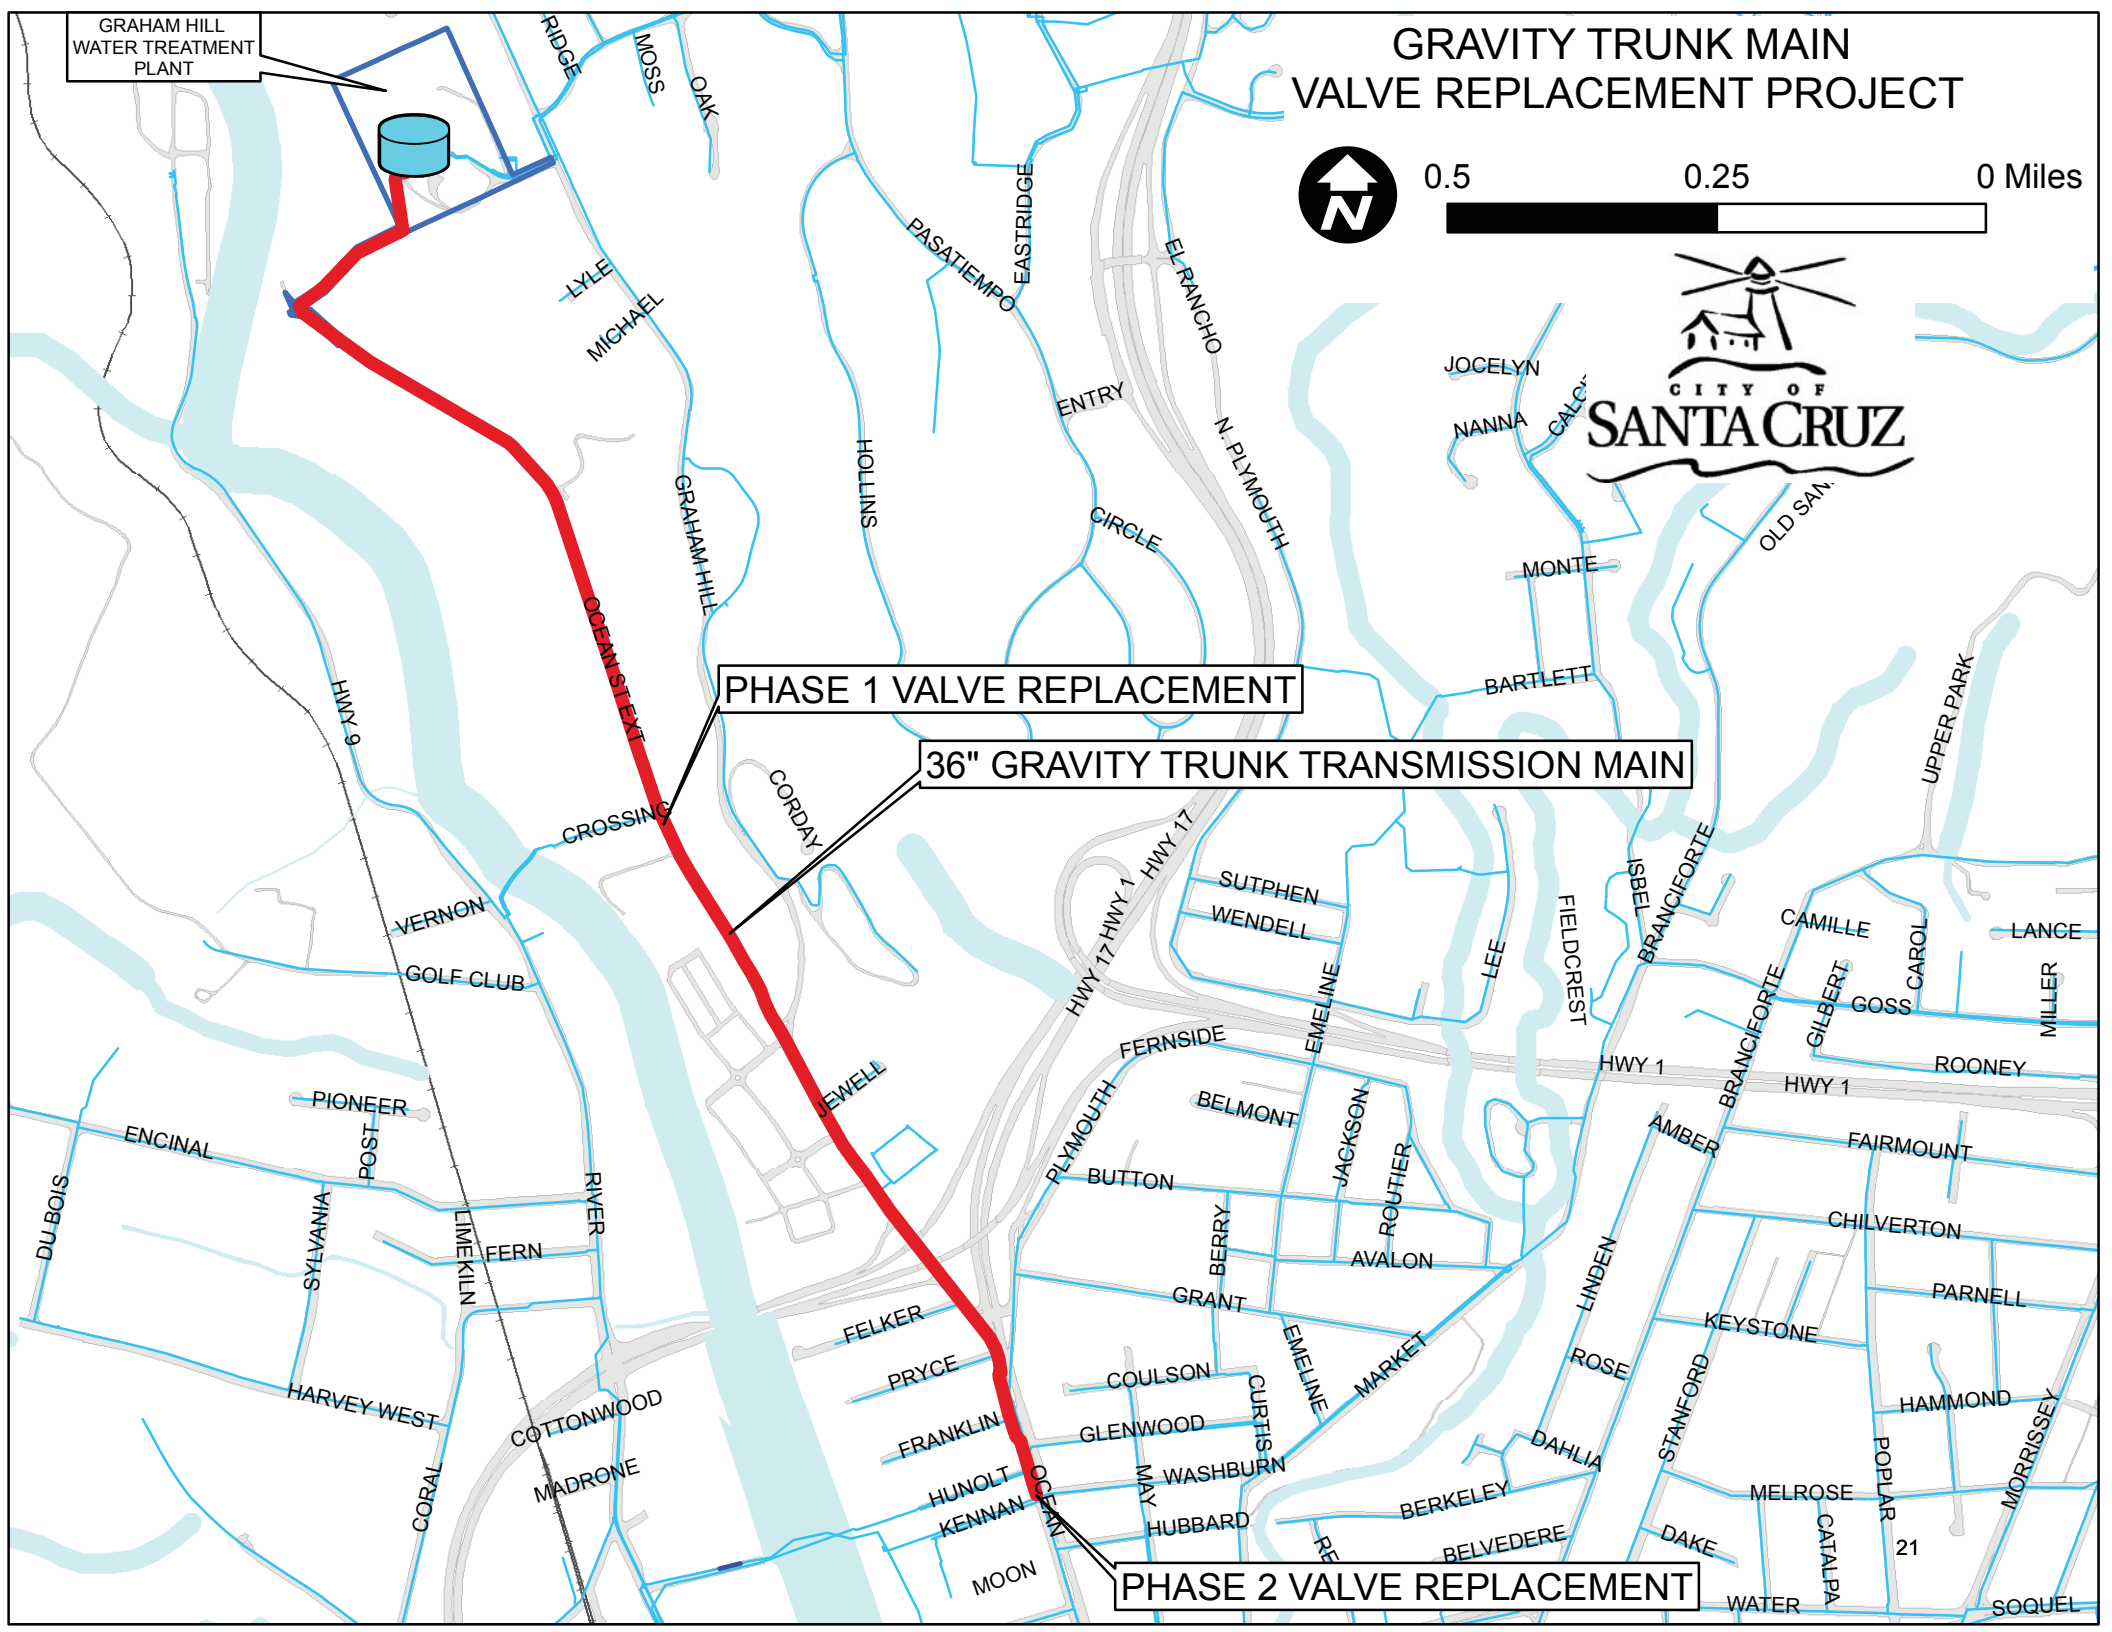 GRAHAM HILL
WATER TREATMENT
PLANT
GRAVITY TRUNK MAIN
VALVE REPLACEMENT PROJECT
N
0.5 0.25 0 Miles
CITY OF
SANTA CRUZ
RIDGE
MOSS
OAK
EASTRIDGE
PASATIEMPO
EL RANCHO
LYLE
MICHAEL
ENTRY
JOCELYN
NANNA
N. PLYMOUTH
HOLLINS
GRAHAM HILL
CIRCLE
OLD SAN
MONTE
OCEAN ST EXT
BARTLETT
UPPER PARK
HWY 9
PHASE 1 VALVE REPLACEMENT
36" GRAVITY TRUNK TRANSMISSION MAIN
CORDAY
CROSSING
HWY 17
HWY 1
HWY 17
SUTPHEN
WENDELL
ISBEL
BRANCIFORTE
FIELDCREST
LEE
VERNON
GOLF CLUB
CAMILLE
CAROL
LANCE
GILBERT
GOSS
MILLER
EMELINE
BRANCIFORTE
FERNSIDE
HWY 1
HWY 1
ROONEY
JEWELL
PLYMOUTH
BELMONT
JACKSON
ROUTIER
AMBER
FAIRMOUNT
PIONEER
POST
ENCINAL
DUBOIS
SYLVANIA
LIMEKILN
RIVER
FERN
BUTTON
BERRY
AVALON
CHILVERTON
LINDEN
GRANT
PARNELL
KEYSTONE
FELKER
PRYCE
EMELINE
MARKET
ROSE
STANFORD
HARVEY WEST
COTTONWOOD
COULSON
CURTIS
GLENWOOD
HAMMOND
MORRISSEY
FRANKLIN
DAHLIA
POPLAR
MADRONE
CORAL
HUNOLT
OCEAN
MAY
WASHBURN
KENNAN
HUBBARD
BERKELEY
MELROSE
CATALPA
DAKE
BELVEDERE
RE
21
MOON
PHASE 2 VALVE REPLACEMENT
WATER
SOQUEL